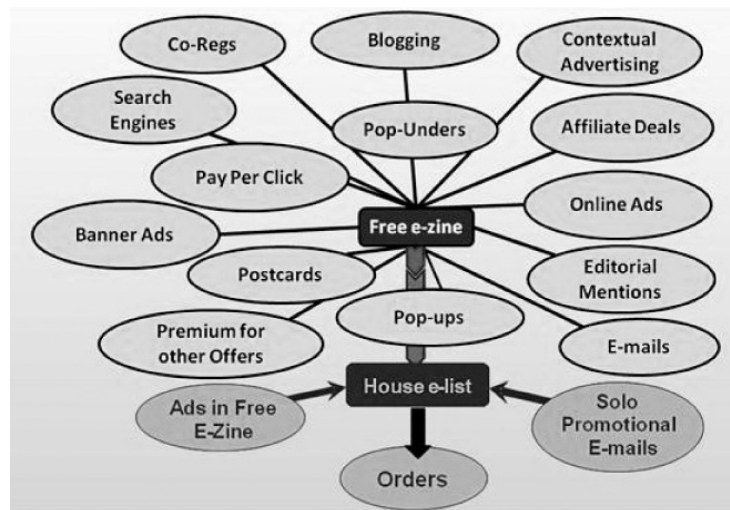 Co-Regs
Blogging
Contextual
Advertising
Search
Engines
Pop-Unders
Affiliate Deals
Pay Per Click
Online Ads
Free e-zine
Banner Ads
Postcards
Editorial
Mentions
Pop-ups
Premium for
other Offers
E-mails
House e-list
Ads in Free
E-Zine
Solo
Promotional
E-mails
Orders